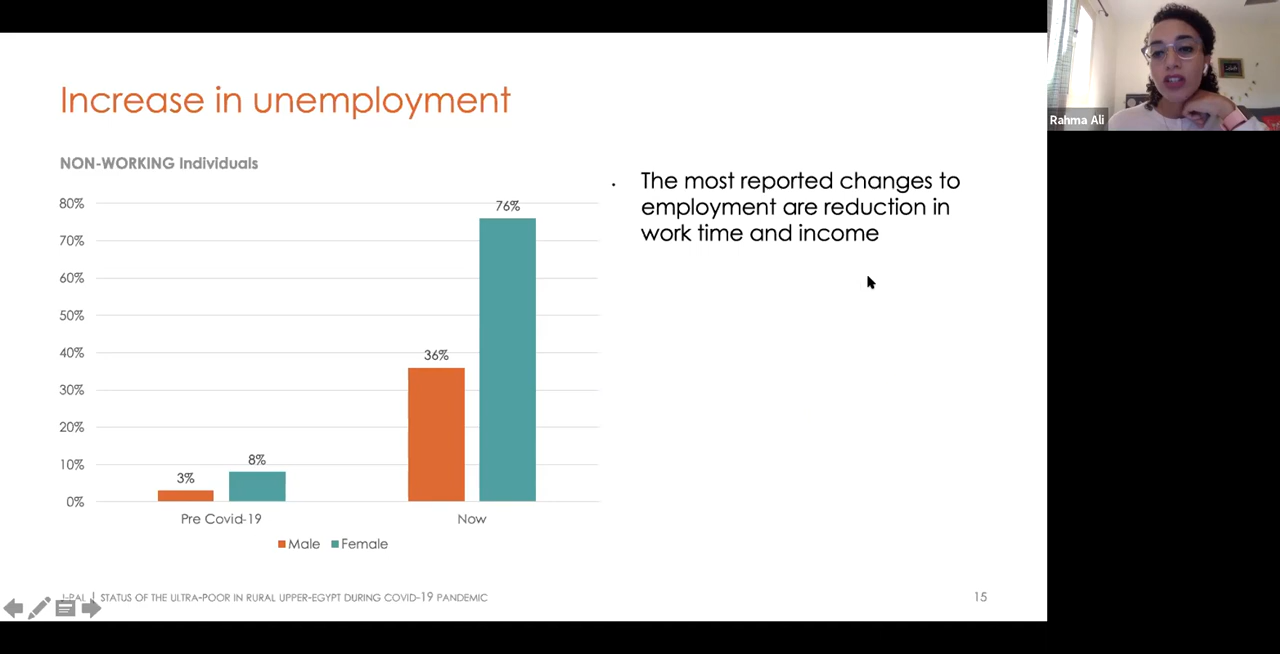 Increase in unemployment
NON-WORKING Individuals
80%
70%
60%
50%
40%
30%
20%
10%
0%
3%
8%
36%
76%
Pre Covid-19
Now
Male
Female
• The most reported changes to
employment are reduction in
work time and income
J-PAL | STATUS OF THE ULTRA-POOR IN RURAL UPPER-EGYPT DURING COVID-19 PANDEMIC
15
Rahma Ali